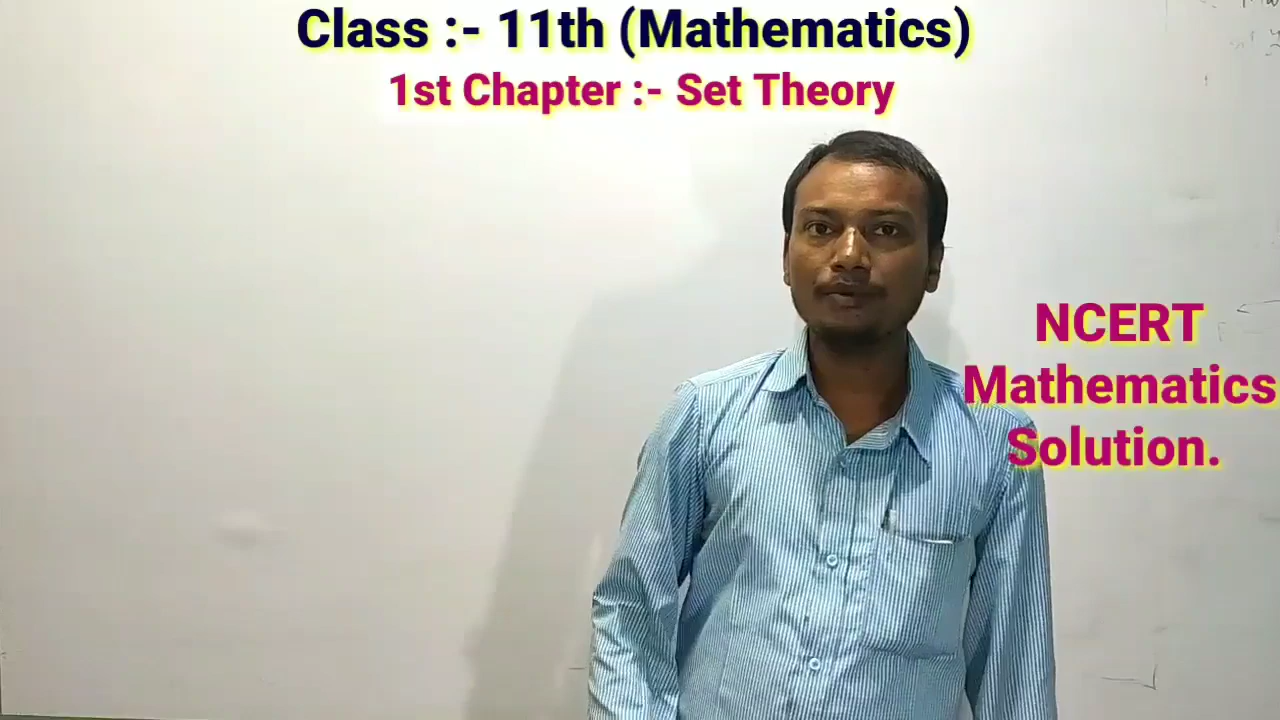 Class :- 11th (Mathematics)
1st Chapter :- Set Theory
NCERT
Mathematics
Solution.